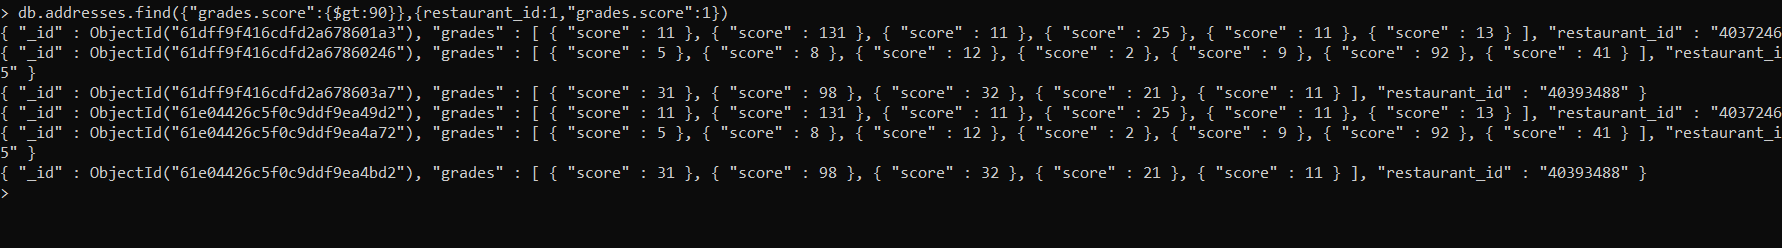 > db.addresses.find({"grades.score":{$gt:90}},{restaurant_id:1,"grades.score":1})
{ "_id" : ObjectId("61dff9f416cdfd2a678601a3"), "grades" : [ { "score" : 11 }, { "score" : 131 }, { "score" : 11 }, { "score" : 25 }, { "score" : 11 }, { "score" : 13 } ], "restaurant_id" : "4037246
{ "_id" : ObjectId("61dff9f416cdfd2a67860246"), "grades" : [ { "score" : 5 }, { "score" : 8 }, { "score" : 12 }, { "score" : 2 }, { "score" : 9 }, { "score" : 92 }, { "score" : 41 } ], "restaurant_i
5" }
{ "_id" : ObjectId("61dff9f416cdfd2a678603a7"), "grades" : [ { "score" : 31 }, { "score" : 98 }, { "score" : 32 }, { "score" : 21 }, { "score" : 11 } ], "restaurant_id" : "40393488" }
{ "_id" : ObjectId("61e04426c5f0c9ddf9ea49d2"), "grades" : [ { "score" : 11 }, { "score" : 131 }, { "score" : 11 }, { "score" : 25 }, { "score" : 11 }, { "score" : 13 } ], "restaurant_id" : "4037246
{ "_id" : ObjectId("61e04426c5f0c9ddf9ea4a72"), "grades" : [ { "score" : 5 }, { "score" : 8 }, { "score" : 12 }, { "score" : 2 }, { "score" : 9 }, { "score" : 92 }, { "score" : 41 } ], "restaurant_i
5" }
{ "_id" : ObjectId("61e04426c5f0c9ddf9ea4bd2"), "grades" : [ { "score" : 31 }, { "score" : 98 }, { "score" : 32 }, { "score" : 21 }, { "score" : 11 } ], "restaurant_id" : "40393488" }
>